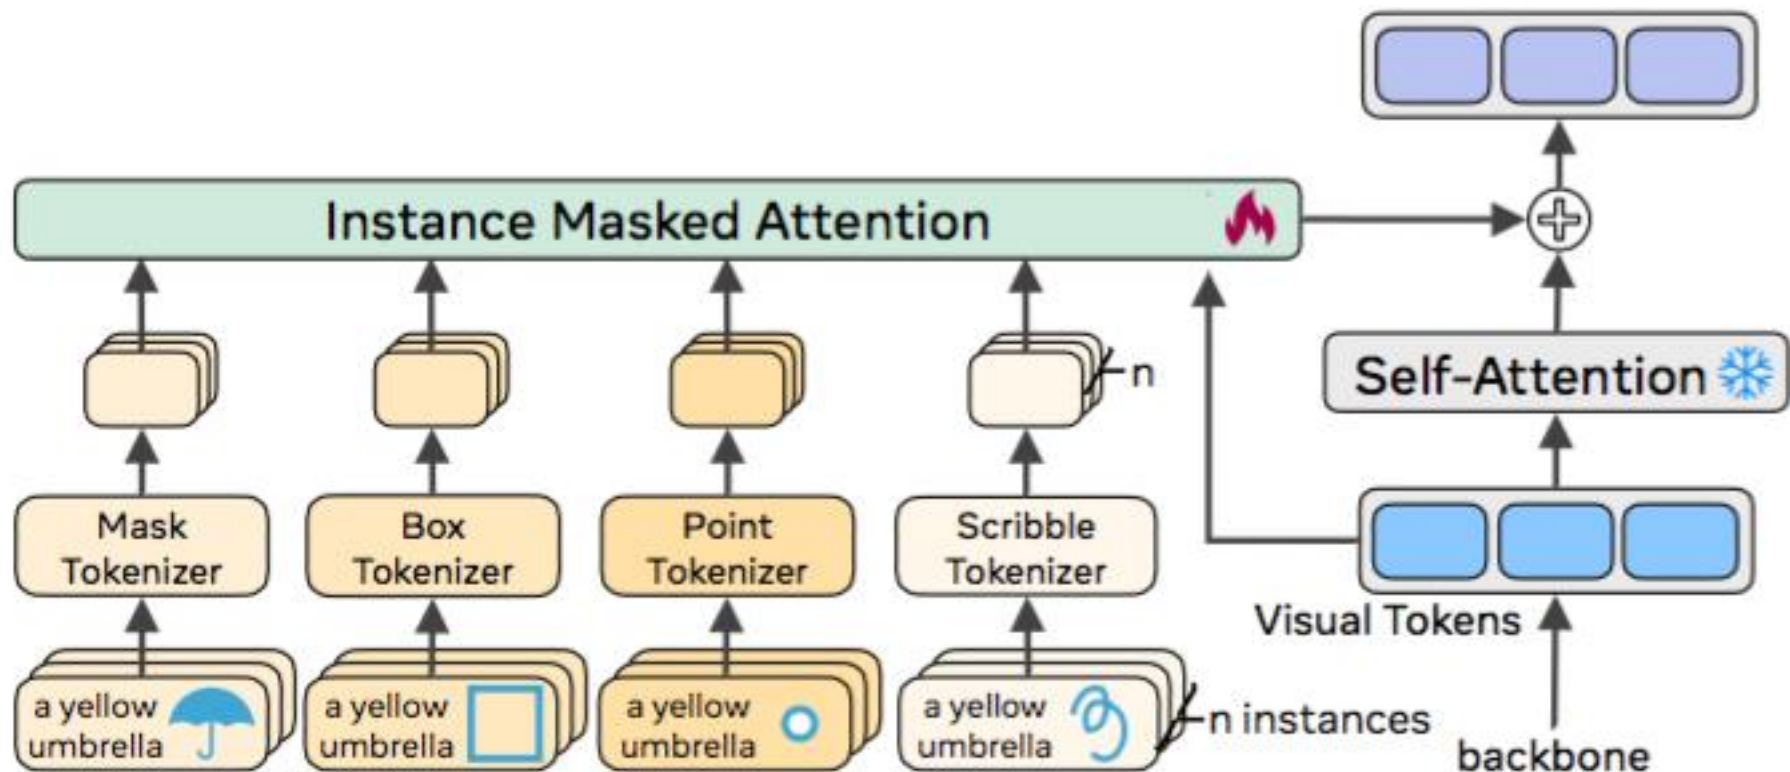 Instance Masked Attention
n
Self-Attention
Mask
Tokenizer
Box
Tokenizer
Point
Tokenizer
Scribble
Tokenizer
Visual Tokens
a yellow
umbrella
a yellow
umbrella
a yellow
umbrella
a yellow
umbrella
n instances
backbone